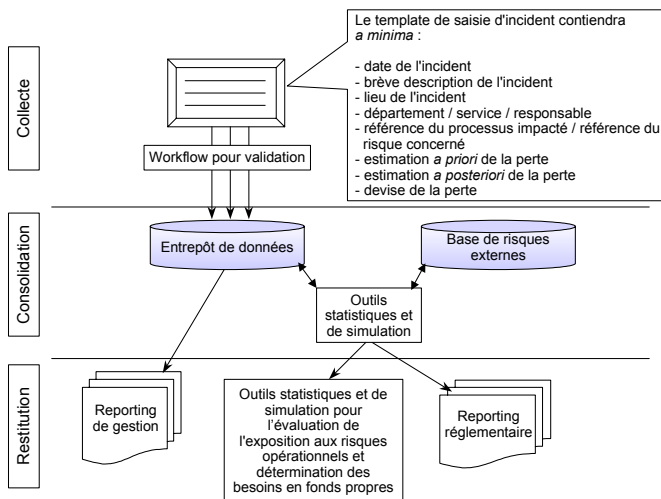 Collecte
Le template de saisie d'incident contiendra
a minima :
- date de l'incident
- brève description de l'incident
- lieu de l'incident
- département / service / responsable
- référence du processus impacté / référence du
risque concerné
- estimation a priori de la perte
- estimation a posteriori de la perte
- devise de la perte
Workflow pour validation
Consolidation
Entrepôt de données
Base de risques
externes
Outils
statistiques et
de simulation
Restitution
Reporting
de gestion
Outils statistiques et de
simulation pour
l'évaluation de
l'exposition aux risques
opérationnels et
détermination des
besoins en fonds propres
Reporting
réglementaire